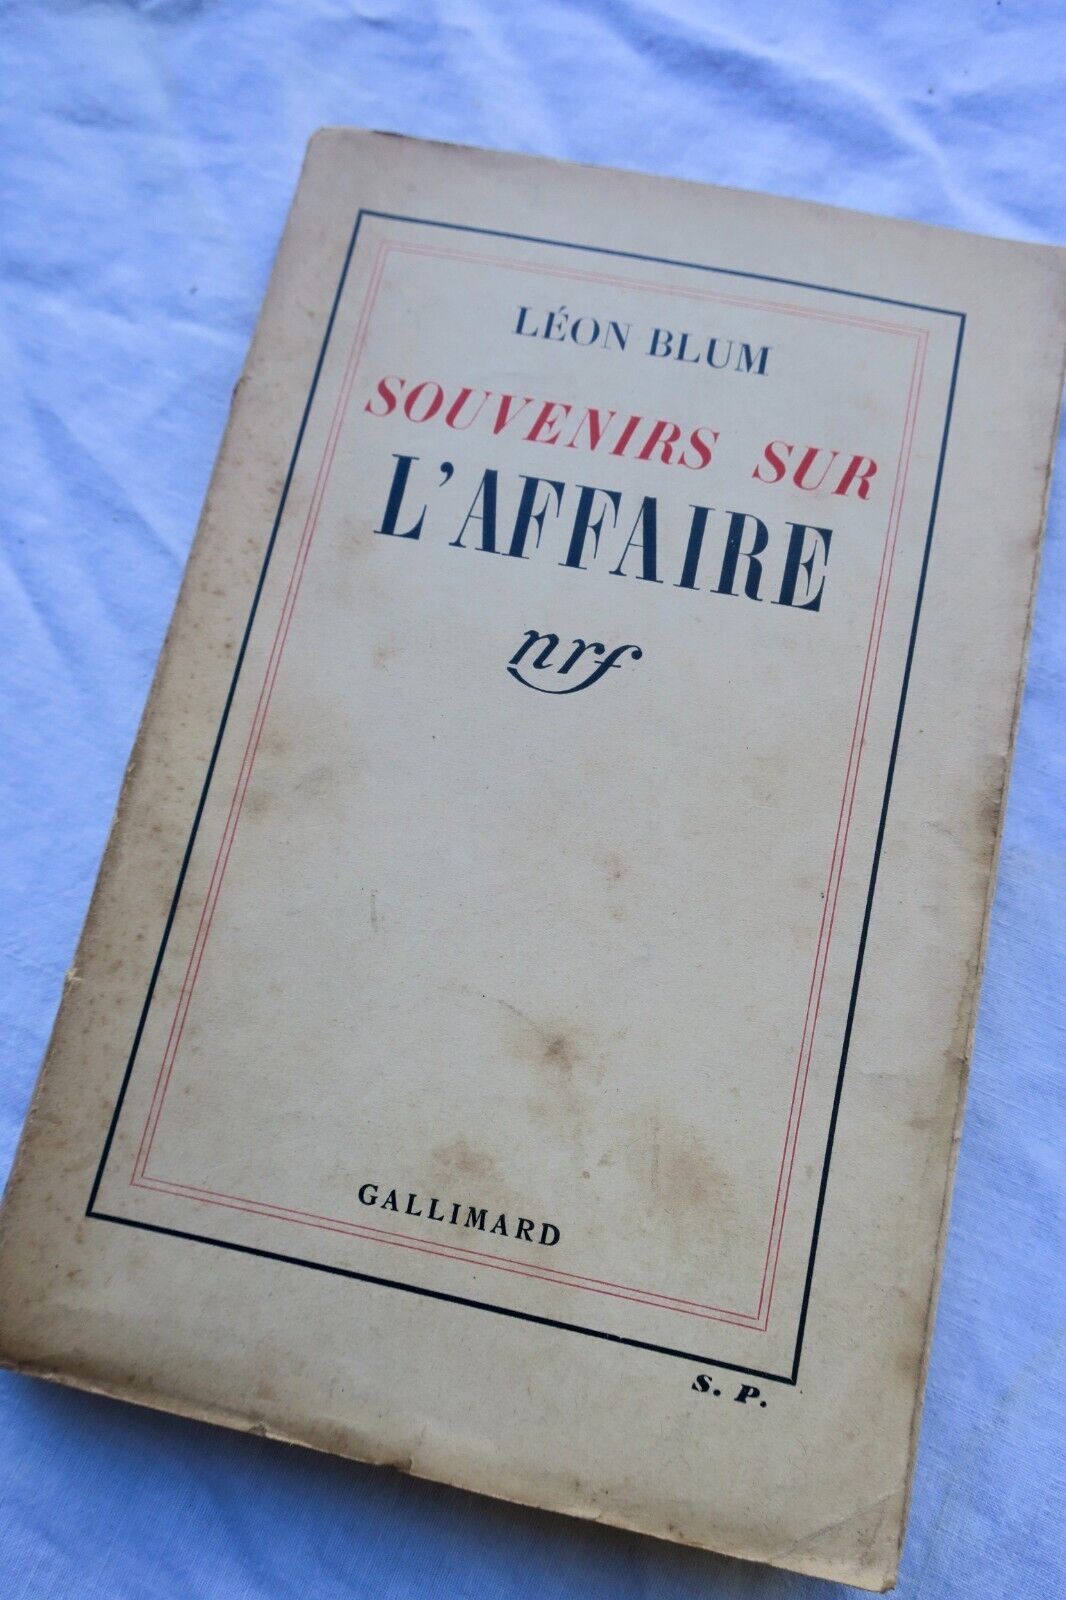 LÉON BLUM
SOUVENIRS SUR
L'AFFAIRE
nrf
GALLIMARD
S. P.